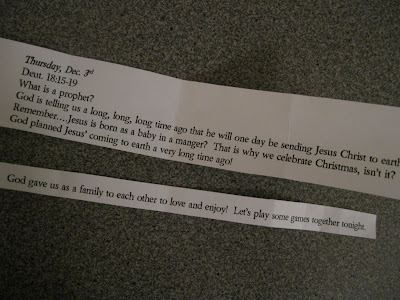 Thursday, Dec. 3rd
Deut. 18:15-19
What is a prophet?
God is telling us a long, long, long time ago that he will one day be sending Jesus Christ to earth
Remember....Jesus is born as a baby in a manger?  That is why we celebrate Christmas, isn't it?
God planned Jesus' coming to earth a very long time ago!
God gave us as a family to each other to love and enjoy!  Let's play some games together tonight.